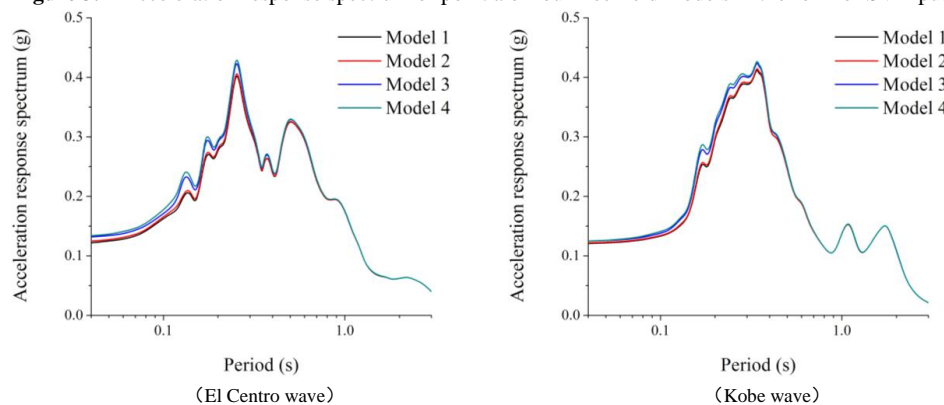 0.5
0.4
0.3
0.2
0.1
0.0
Acceleration response spectrum (g)
Model 1
Model 2
Model 3
Model 4
0.1
1.0
Period (s)
（El Centro wave）
0.5
0.4
0.3
0.2
0.1
0.0
Acceleration response spectrum (g)
Model 1
Model 2
Model 3
Model 4
0.1
1.0
Period (s)
（Kobe wave）